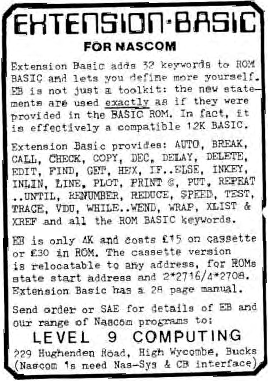 EXTENSION·BASIC
FOR NASCOM
Extension Basic adds 32 keywords to ROM
BASIC and lets you define more yourself.
EB is not just a toolkit: the new state-
ments are used exactly as if they were
provided in the BASIC ROM. In fact, it
is effectively a compatible 12K BASIC.
Extension Basic provides: AUTO, BREAK,
CALL, CHECK, COPY, DEC, DELAY, DELETE,
EDIT, FIND, GET, HEX, IF..ELSE, INKEY,
INLIN, LINE, PLOT, PRINT @, PUT, REPEAT
..UNTIL, RENUMBER, REDUCE, SPEED, TEST,
TRACE, VDU, WHILE..WEND, WRAP, XLIST &
XREF and all the ROM BASIC keywords.
EB is only 4K and costs £15 on cassette
or £30 in ROM. The cassette version
is relocatable to any address, for ROMs
state start address and 2*2716/4*2708.
Extension Basic has a 28 page manual.
Send order or SAE for details of EB and
our range of Nascom programs to:
LEVEL 9 COMPUTING
229 Hughenden Road, High Wycombe, Bucks
(Nascom 1s need Nas-Sys & CB interface)